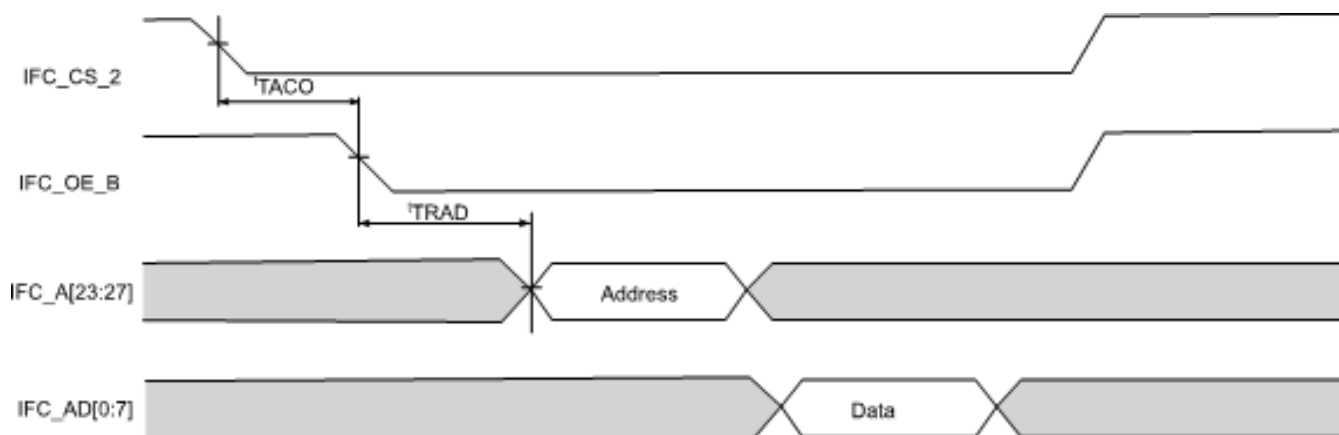 IFC_CS_2
tTACO
IFC_OE_B
tTRAD
IFC_A[23:27]
Address
IFC_AD[0:7]
Data